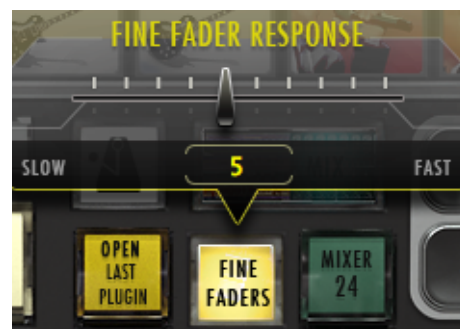 FINE FADER RESPONSE
SLOW
5
FAST
OPEN
LAST
PLUGIN
FINE
FADERS
MIXER
24